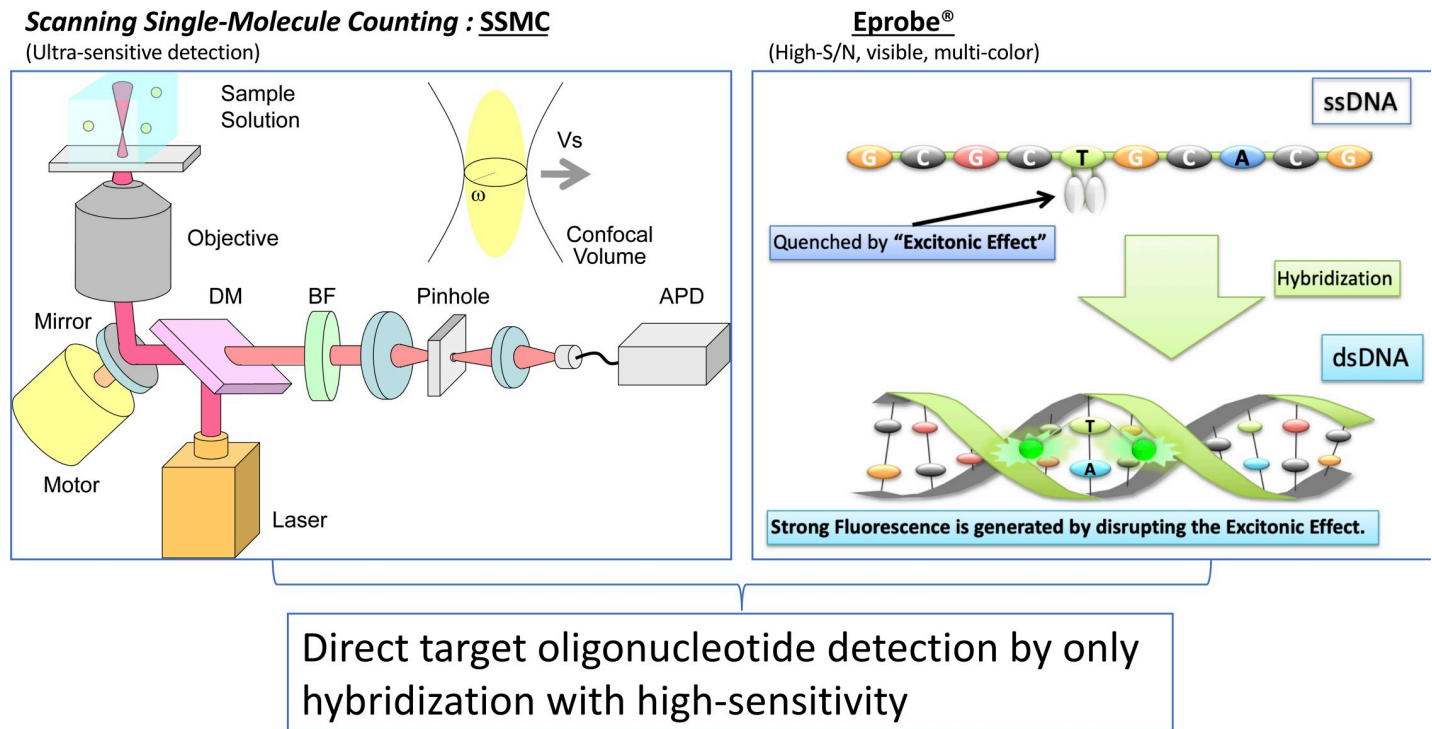 Scanning Single-Molecule Counting : SSMC
(Ultra-sensitive detection)
Sample
Solution
Objective
Mirror
Motor
DM
BF
Pinhole
APD
Laser
Vs
ω
Confocal
Volume
Eprobe®
(High-S/N, visible, multi-color)
ssDNA
G C G C T G C A C G
Quenched by “Excitonic Effect”
Hybridization
dsDNA
T
A
Strong Fluorescence is generated by disrupting the Excitonic Effect.
Direct target oligonucleotide detection by only
hybridization with high-sensitivity